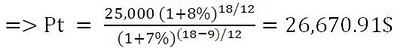 => Pt = 25,000 (1+8%)^18/12 / (1+7%)^(18−9)/12 = 26,670.91$